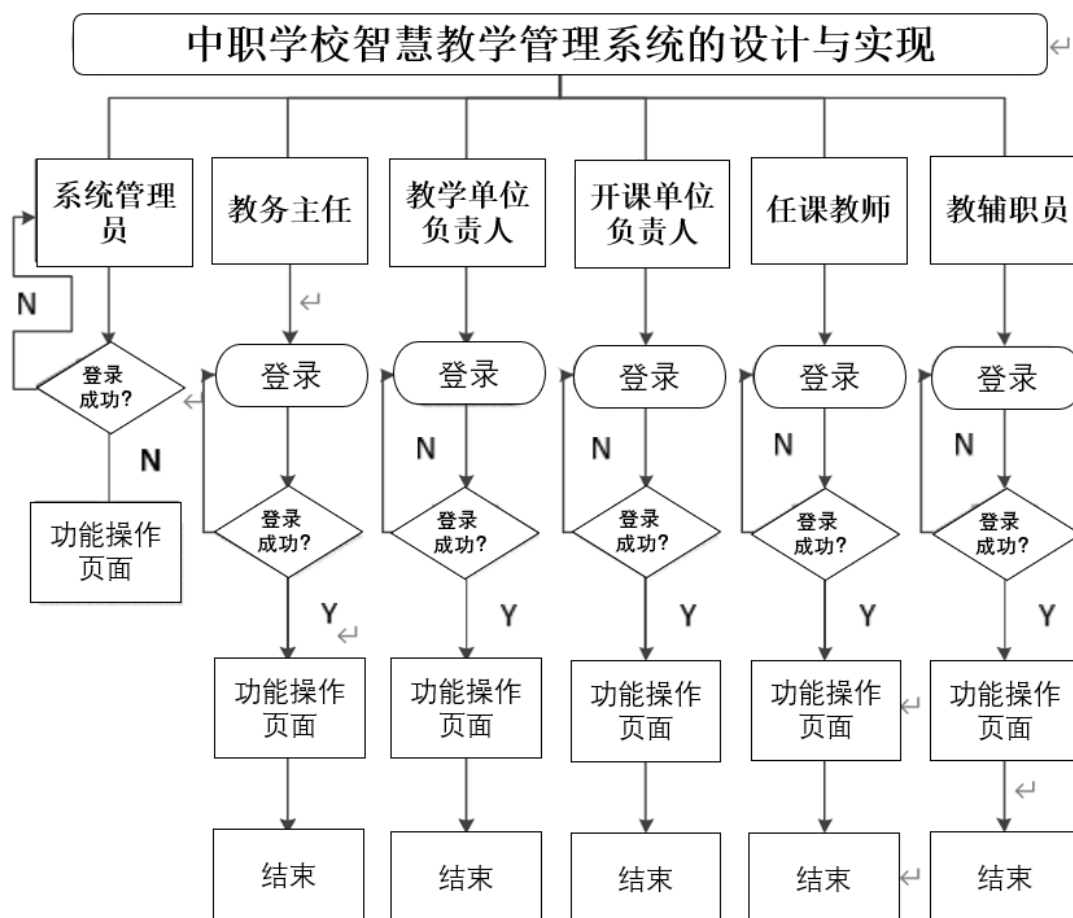 中职学校智慧教学管理系统的设计与实现
系统管理
员
教务主任
教学单位
负责人
开课单位
负责人
任课教师
教辅职员
N
登录
成功?
N
功能操作
页面
登录
登录
成功?
Y
功能操作
页面
结束
登录
N
登录
成功?
Y
功能操作
页面
结束
登录
N
登录
成功?
Y
功能操作
页面
结束
登录
N
登录
成功?
Y
功能操作
页面
结束
登录
N
登录
成功?
Y
功能操作
页面
结束